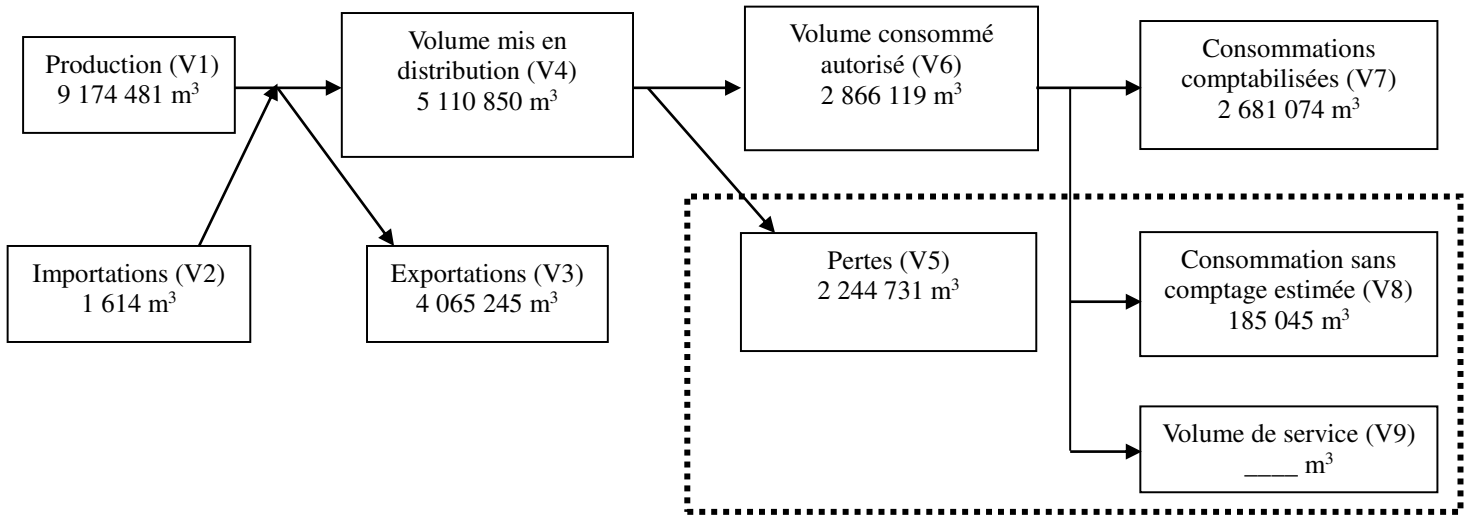 Production (V1)
9 174 481 m³
Volume mis en
distribution (V4)
5 110 850 m³
Volume consommé
autorisé (V6)
2 866 119 m³
Consommations
comptabilisées (V7)
2 681 074 m³
Importations (V2)
1 614 m³
Exportations (V3)
4 065 245 m³
Pertes (V5)
2 244 731 m³
Consommation sans
comptage estimée (V8)
185 045 m³
Volume de service (V9)
____ m³